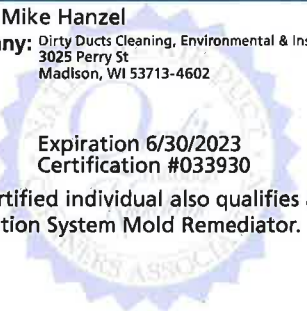 Mike Hanzel
any: Dirty Ducts Cleaning, Environmental & Ins
3025 Perry St
Madison, WI 53713-4602
Expiration 6/30/2023
Certification #033930
rtified individual also qualifies a
tion System Mold Remediator.